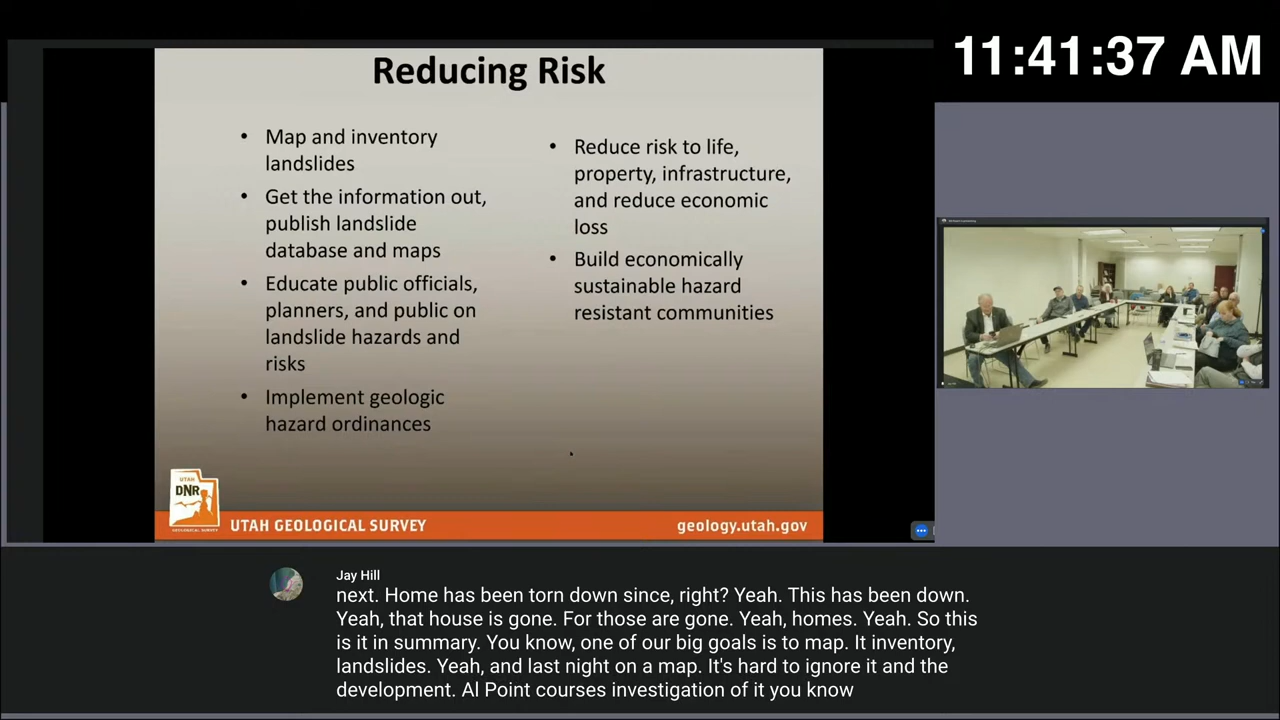 11:41:37 AM
Reducing Risk
• Map and inventory
landslides
• Get the information out,
publish landslide
database and maps
• Educate public officials,
planners, and public on
landslide hazards and
risks
• Implement geologic
hazard ordinances
• Reduce risk to life,
property, infrastructure,
and reduce economic
loss
• Build economically
sustainable hazard
resistant communities
UTAH
DNR
GEOLOGICAL SURVEY
UTAH GEOLOGICAL SURVEY
geology.utah.gov
Jay Hill
next. Home has been torn down since, right? Yeah. This has been down.
Yeah, that house is gone. For those are gone. Yeah, homes. Yeah. So this
is it in summary. You know, one of our big goals is to map. It inventory,
landslides. Yeah, and last night on a map. It's hard to ignore it and the
development. Al Point courses investigation of it you know